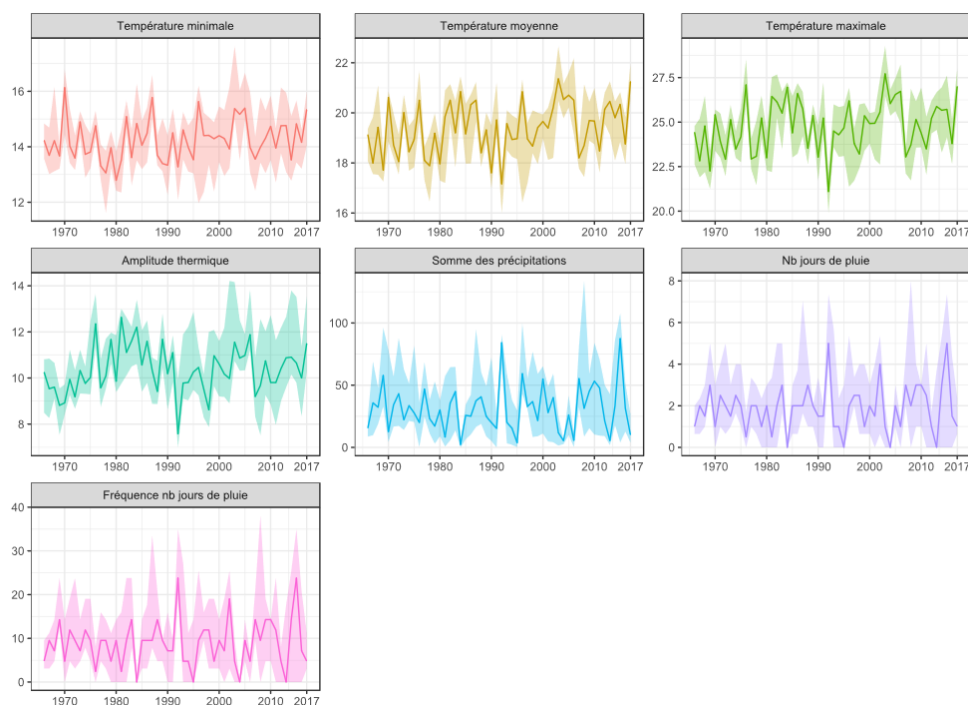 Température minimale
Température moyenne
Température maximale
16
14
12
1970 1980 1990 2000 2010 2017
22
20
18
16
1970 1980 1990 2000 2010 2017
27.5
25.0
22.5
20.0
1970 1980 1990 2000 2010 2017
Amplitude thermique
Somme des précipitations
Nb jours de pluie
14
12
10
8
1970 1980 1990 2000 2010 2017
100
50
0
1970 1980 1990 2000 2010 2017
8
6
4
2
0
1970 1980 1990 2000 2010 2017
Fréquence nb jours de pluie
40
30
20
10
0
1970 1980 1990 2000 2010 2017